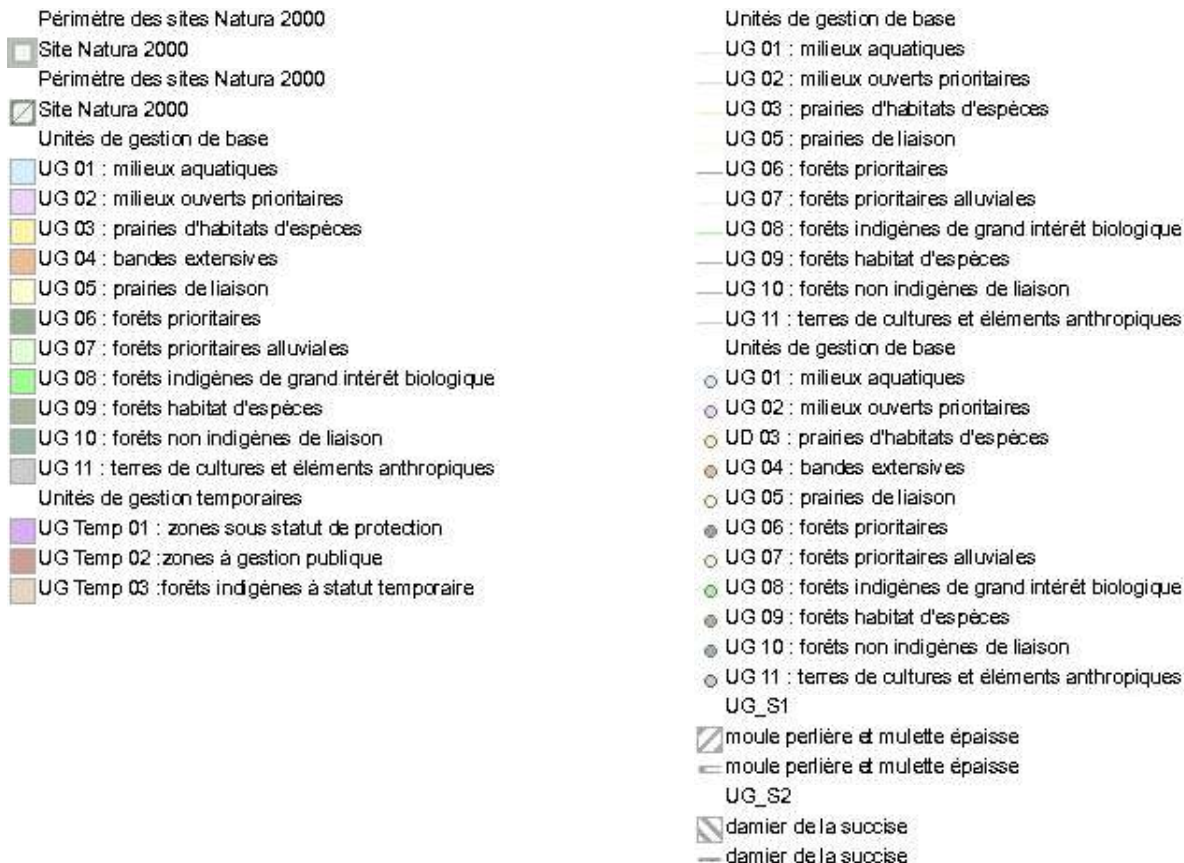 Périmètre des sites Natura 2000
Site Natura 2000
Périmètre des sites Natura 2000
Site Natura 2000
Unités de gestion de base
UG 01 : milieux aquatiques
UG 02 : milieux ouverts prioritaires
UG 03 : prairies d'habitats d'espèces
UG 04 : bandes extensives
UG 05 : prairies de liaison
UG 06 : forêts prioritaires
UG 07 : forêts prioritaires alluviales
UG 08 : forêts indigènes de grand intérêt biologique
UG 09 : forêts habitat d'espèces
UG 10 : forêts non indigènes de liaison
UG 11 : terres de cultures et éléments anthropiques
Unités de gestion temporaires
UG Temp 01 : zones sous statut de protection
UG Temp 02 :zones à gestion publique
UG Temp 03 :forêts indigènes à statut temporaire
Unités de gestion de base
UG 01 : milieux aquatiques
UG 02 : milieux ouverts prioritaires
UG 03 : prairies d'habitats d'espèces
UG 05 : prairies de liaison
UG 06 : forêts prioritaires
UG 07 : forêts prioritaires alluviales
UG 08 : forêts indigènes de grand intérêt biologique
UG 09 : forêts habitat d'espèces
UG 10 : forêts non indigènes de liaison
UG 11 : terres de cultures et éléments anthropiques
Unités de gestion de base
UG 01 : milieux aquatiques
UG 02 : milieux ouverts prioritaires
UD 03 : prairies d'habitats d'espèces
UG 04 : bandes extensives
UG 05 : prairies de liaison
UG 06 : forêts prioritaires
UG 07 : forêts prioritaires alluviales
UG 08 : forêts indigènes de grand intérêt biologique
UG 09 : forêts habitat d'espèces
UG 10 : forêts non indigènes de liaison
UG 11 : terres de cultures et éléments anthropiques
UG_S1
moule perlière et mulette épaisse
moule perlière et mulette épaisse
UG_S2
damier de la succise
damier de la succise